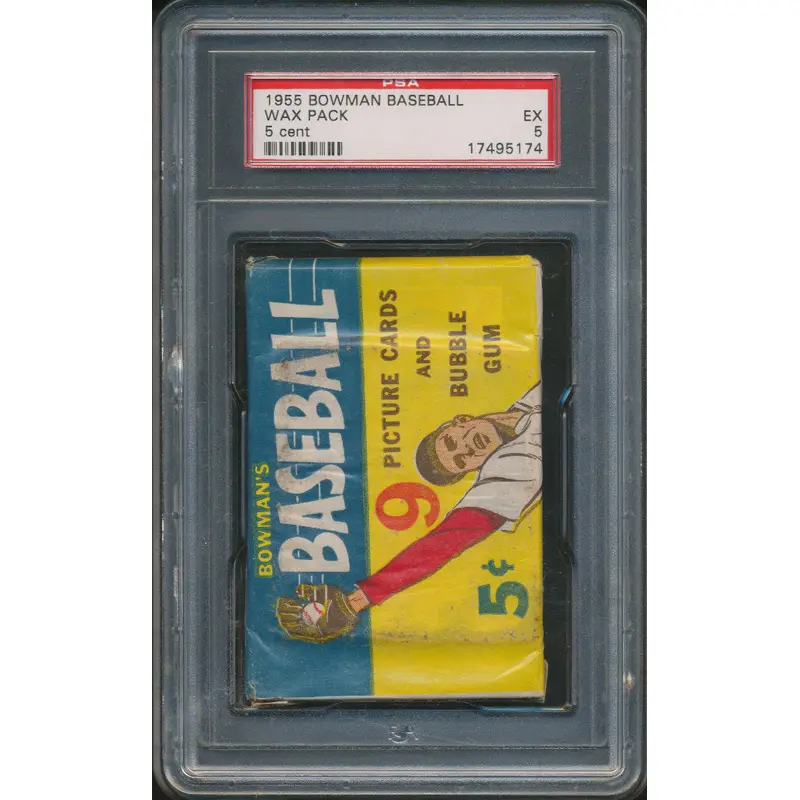 PSA
1955 BOWMAN BASEBALL
WAX PACK
EX
5 cent
5
17495174
BOWMAN'S
BASEBALL
9 PICTURE CARDS
AND
BUBBLE
GUM
5¢
PSA